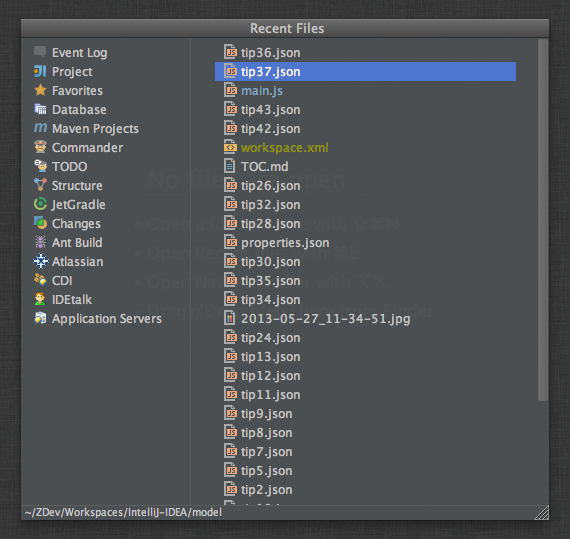 Recent Files
Event Log
Project
Favorites
Database
Maven Projects
Commander
TODO
Structure
JetGradle
Changes
Ant Build
Atlassian
CDI
IDEtalk
Application Servers
tip36.json
tip37.json
main.js
tip43.json
tip42.json
workspace.xml
TOC.md
tip26.json
tip32.json
tip28.json
properties.json
tip30.json
tip35.json
tip34.json
2013-05-27_11-34-51.jpg
tip24.json
tip13.json
tip12.json
tip11.json
tip9.json
tip8.json
tip7.json
tip5.json
tip2.json
~/ZDev/Workspaces/IntelliJ-IDEA/model